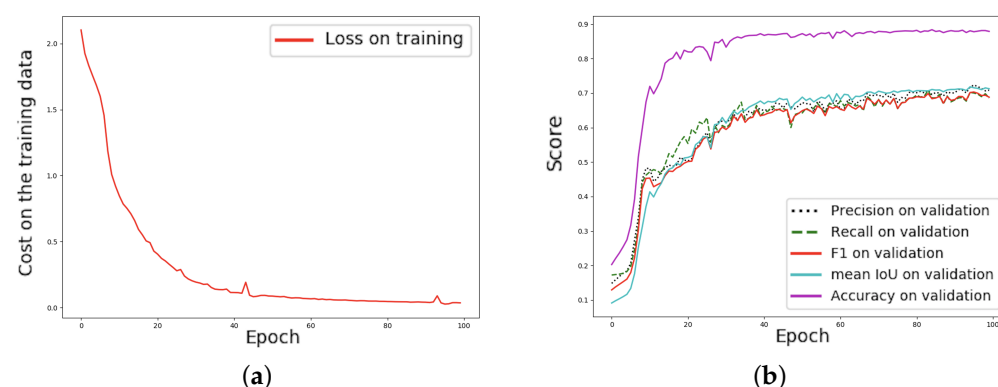 2.0
1.5
1.0
0.5
0.0
0 20 40 60 80 100
Cost on the training data
Epoch
Loss on training
(a)
0.9
0.8
0.7
0.6
0.5
0.4
0.3
0.2
0.1
0 20 40 60 80 100
Score
Epoch
Precision on validation
Recall on validation
F1 on validation
mean IoU on validation
Accuracy on validation
(b)